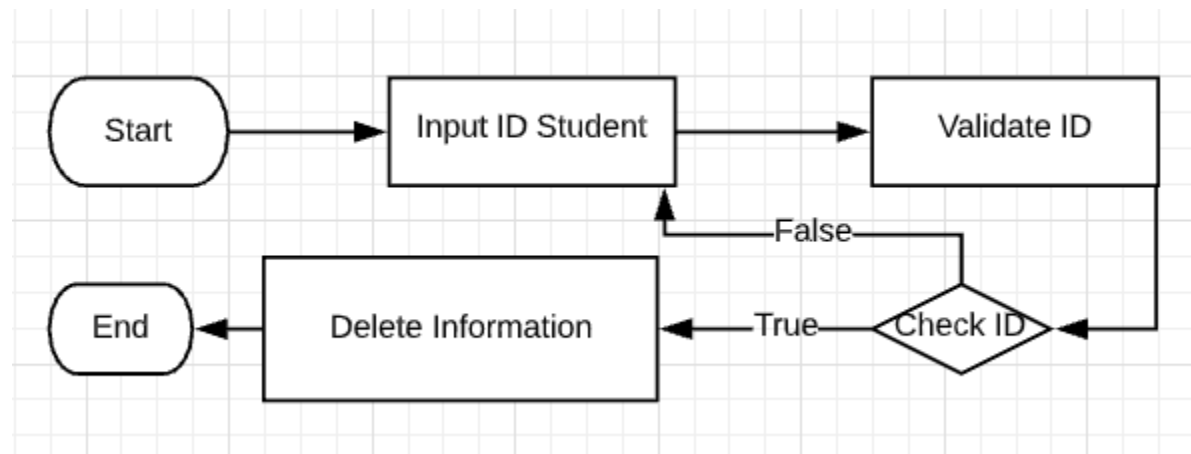 Start
Input ID Student
Validate ID
False
End
Delete Information
True
Check ID